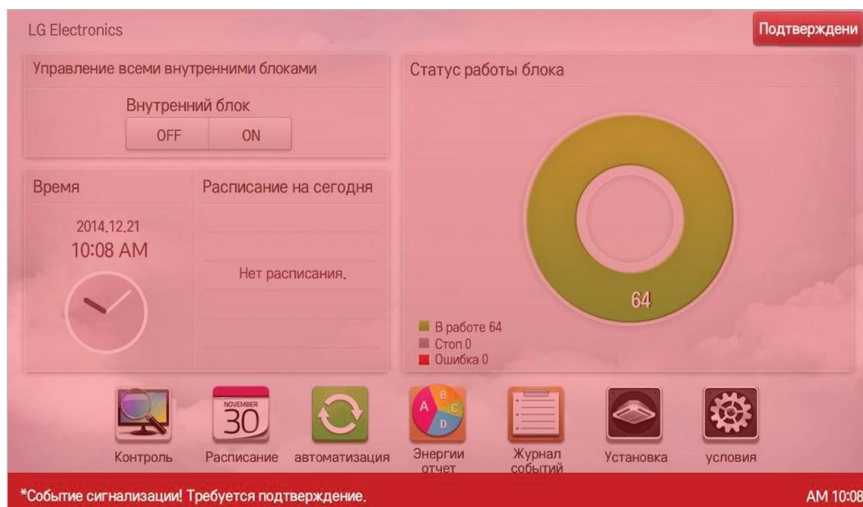 LG Electronics
Подтверждени
Управление всеми внутренними блоками
Внутренний блок
OFF ON
Статус работы блока
64
В работе 64
Стоп 0
Ошибка 0
Время
2014.12.21
10:08 AM
Расписание на сегодня
Нет расписания.
Контроль
NOVEMBER
30
Расписание
автоматизация
A B C D
Энергии
отчет
Журнал
событий
Установка
условия
*Событие сигнализации! Требуется подтверждение.
AM 10:08